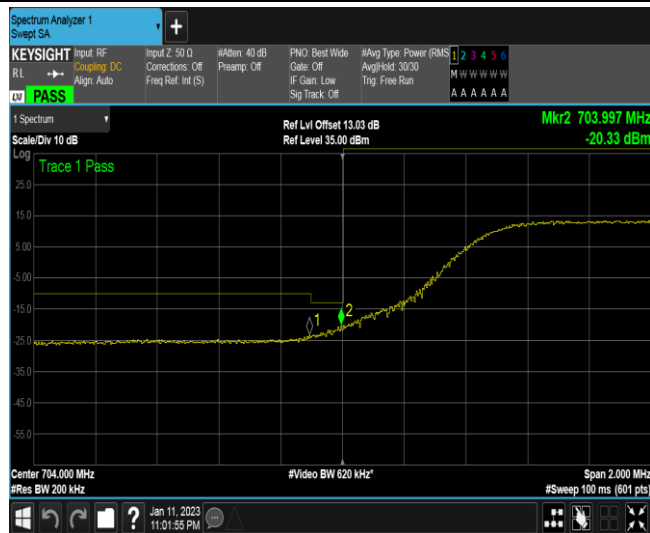 Spectrum Analyzer 1
Swept SA
KEYSIGHT
RL
LXI PASS
Input: RF
Coupling: DC
Align: Auto
Input Z: 50 Ω
Corrections: Off
Freq Ref: Int (S)
#Atten: 40 dB
Preamp: Off
PNO: Best Wide
Gate: Off
IF Gain: Low
Sig Track: Off
#Avg Type: Power (RMS
Avg|Hold: 30/30
Trig: Free Run
1 2 3 4 5 6
M W W W W W
A A A A A A
1 Spectrum
Scale/Div 10 dB
Ref Lvl Offset 13.03 dB
Ref Level 35.00 dBm
Mkr2 703.997 MHz
-20.33 dBm
Log
Trace 1 Pass
25.0
15.0
5.00
-5.00
-15.0
-25.0
-35.0
-45.0
-55.0
1
2
Center 704.000 MHz
#Res BW 200 kHz
#Video BW 620 kHz*
Span 2.000 MHz
#Sweep 100 ms (601 pts)
?
Jan 11, 2023
11:01:55 PM